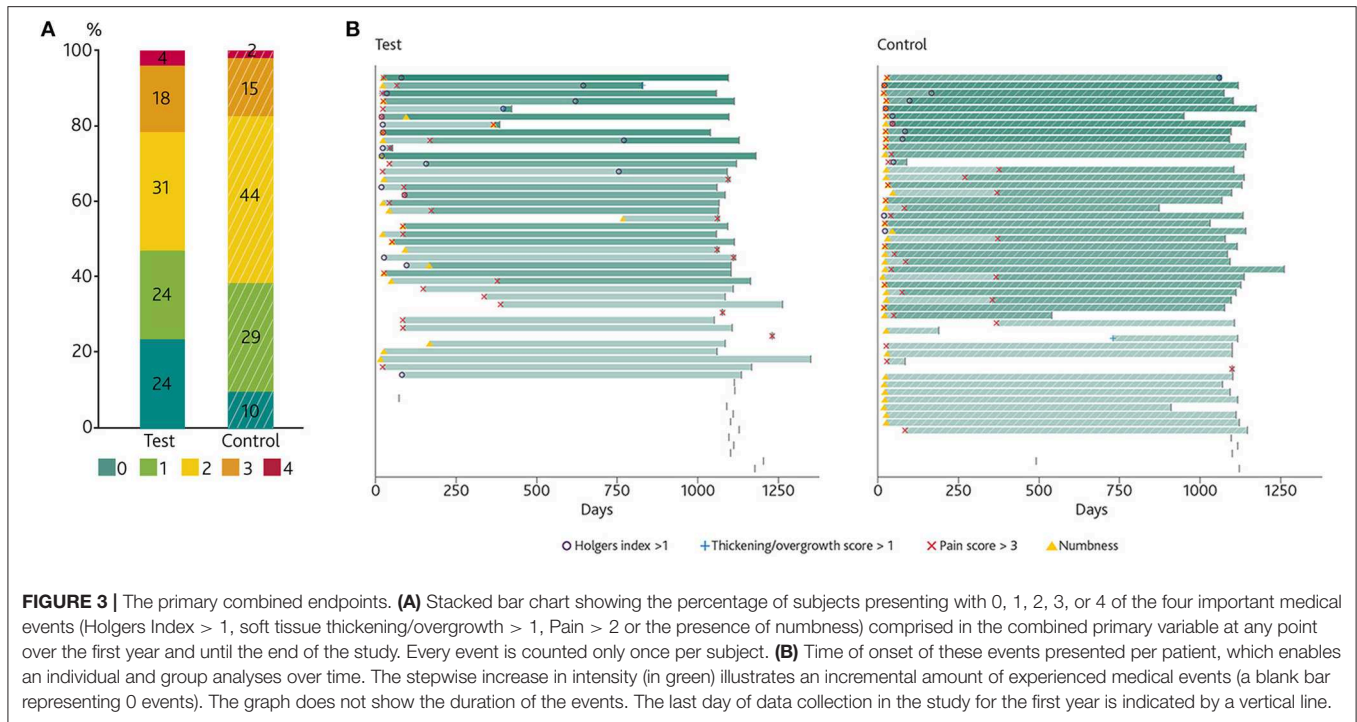 A
%
100
80
60
40
20
0
4
18
31
24
24
2
15
44
29
10
Test
Control
0
1
2
3
4
B
Test
0
250
500
750
1000
1250
Days
Control
0
250
500
750
1000
1250
Days
Holgers index >1
Thickening/overgrowth score > 1
Pain score > 3
Numbness
FIGURE 3 | The primary combined endpoints. (A) Stacked bar chart showing the percentage of subjects presenting with 0, 1, 2, 3, or 4 of the four important medical
events (Holgers Index > 1, soft tissue thickening/overgrowth > 1, Pain > 2 or the presence of numbness) comprised in the combined primary variable at any point
over the first year and until the end of the study. Every event is counted only once per subject. (B) Time of onset of these events presented per patient, which enables
an individual and group analyses over time. The stepwise increase in intensity (in green) illustrates an incremental amount of experienced medical events (a blank bar
representing 0 events). The graph does not show the duration of the events. The last day of data collection in the study for the first year is indicated by a vertical line.